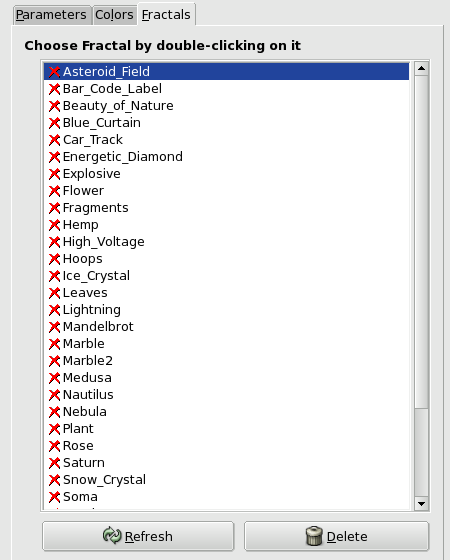 Parameters Colors Fractals
Choose Fractal by double-clicking on it
Asteroid_Field
Bar_Code_Label
Beauty_of_Nature
Blue_Curtain
Car_Track
Energetic_Diamond
Explosive
Flower
Fragments
Hemp
High_Voltage
Hoops
Ice_Crystal
Leaves
Lightning
Mandelbrot
Marble
Marble2
Medusa
Nautilus
Nebula
Plant
Rose
Saturn
Snow_Crystal
Soma
Refresh Delete